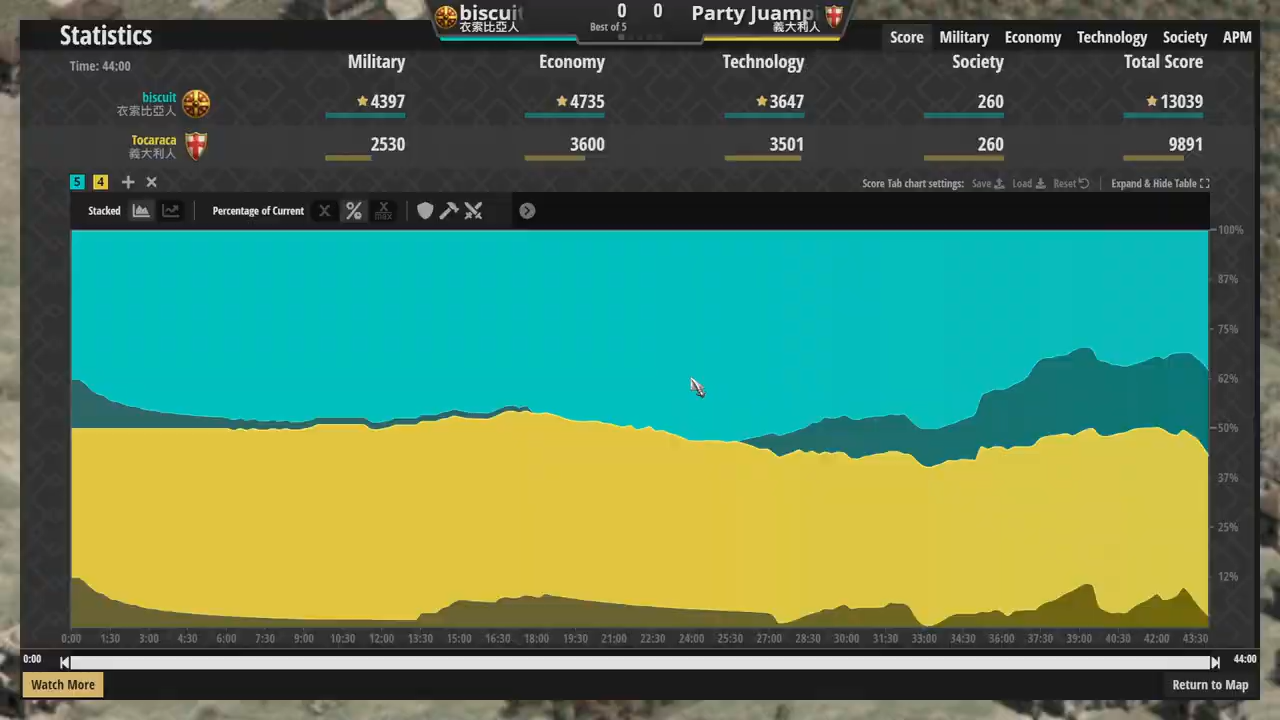 biscuit
衣索比亞人
0 0
Best of 5
Party Juamp
義大利人
Statistics
Score Military Economy Technology Society APM
Time: 44:00
Military Economy Technology Society Total Score
biscuit
衣索比亞人
4397 4735 3647 260 13039
Tocaraca
義大利人
2530 3600 3501 260 9891
5 4
Score Tab chart settings: Save Load Reset Expand & Hide Table
Stacked Percentage of Current X % X max
100%
87%
75%
62%
50%
37%
25%
12%
0:00 1:30 3:00 4:30 6:00 7:30 9:00 10:30 12:00 13:30 15:00 16:30 18:00 19:30 21:00 22:30 24:00 25:30 27:00 28:30 30:00 31:30 33:00 34:30 36:00 37:30 39:00 40:30 42:00 43:30
0:00 44:00
Watch More Return to Map